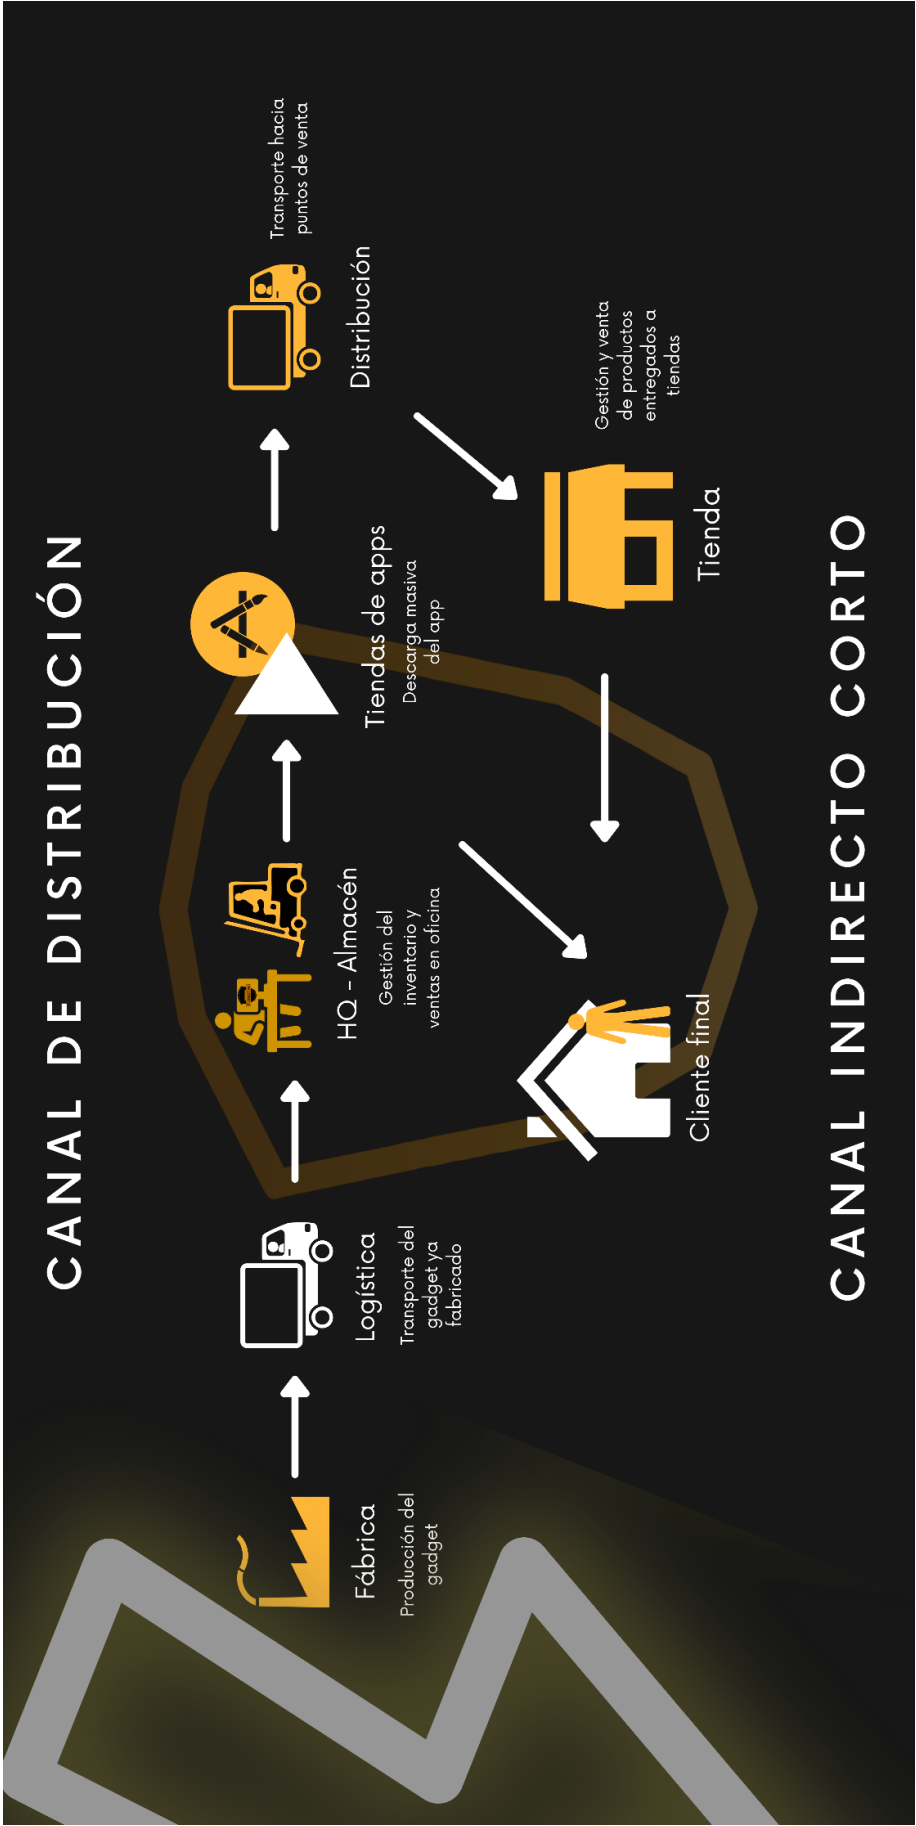 CANAL DE DISTRIBUCIÓN
Fábrica
Producción del
gadget
Logística
Transporte del
gadget ya
fabricado
HQ - Almacén
Gestión del
inventario y
ventas en oficina
Tiendas de apps
Descarga masiva
del app
Distribución
Transporte hacia
puntos de venta
Tienda
Gestión y venta
de productos
entregados a
tiendas
Cliente final
CANAL INDIRECTO CORTO